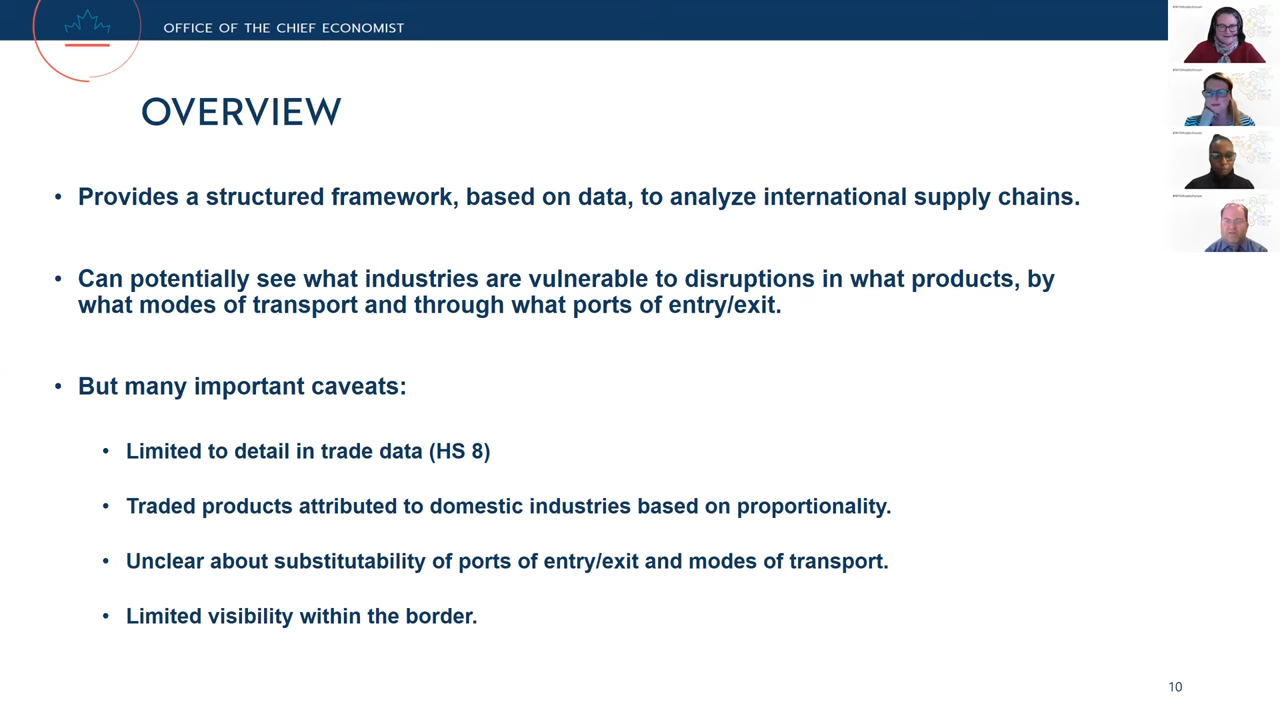 OFFICE OF THE CHIEF ECONOMIST
OVERVIEW
• Provides a structured framework, based on data, to analyze international supply chains.
• Can potentially see what industries are vulnerable to disruptions in what products, by
what modes of transport and through what ports of entry/exit.
• But many important caveats:
• Limited to detail in trade data (HS 8)
• Traded products attributed to domestic industries based on proportionality.
• Unclear about substitutability of ports of entry/exit and modes of transport.
• Limited visibility within the border.
10